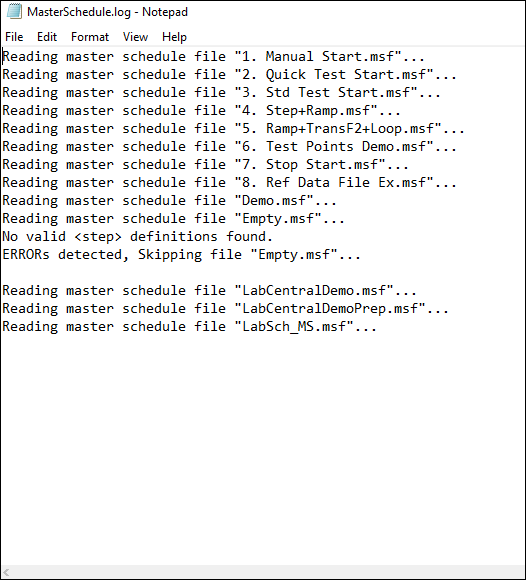 MasterSchedule.log - Notepad
File Edit Format View Help
Reading master schedule file "1. Manual Start.msf"...
Reading master schedule file "2. Quick Test Start.msf"...
Reading master schedule file "3. Std Test Start.msf"...
Reading master schedule file "4. Step+Ramp.msf"...
Reading master schedule file "5. Ramp+TransF2+Loop.msf"...
Reading master schedule file "6. Test Points Demo.msf"...
Reading master schedule file "7. Stop Start.msf"...
Reading master schedule file "8. Ref Data File Ex.msf"...
Reading master schedule file "Demo.msf"...
Reading master schedule file "Empty.msf"...
No valid <step> definitions found.
ERRORs detected, Skipping file "Empty.msf"...
Reading master schedule file "LabCentralDemo.msf"...
Reading master schedule file "LabCentralDemoPrep.msf"...
Reading master schedule file "LabSch_MS.msf"...